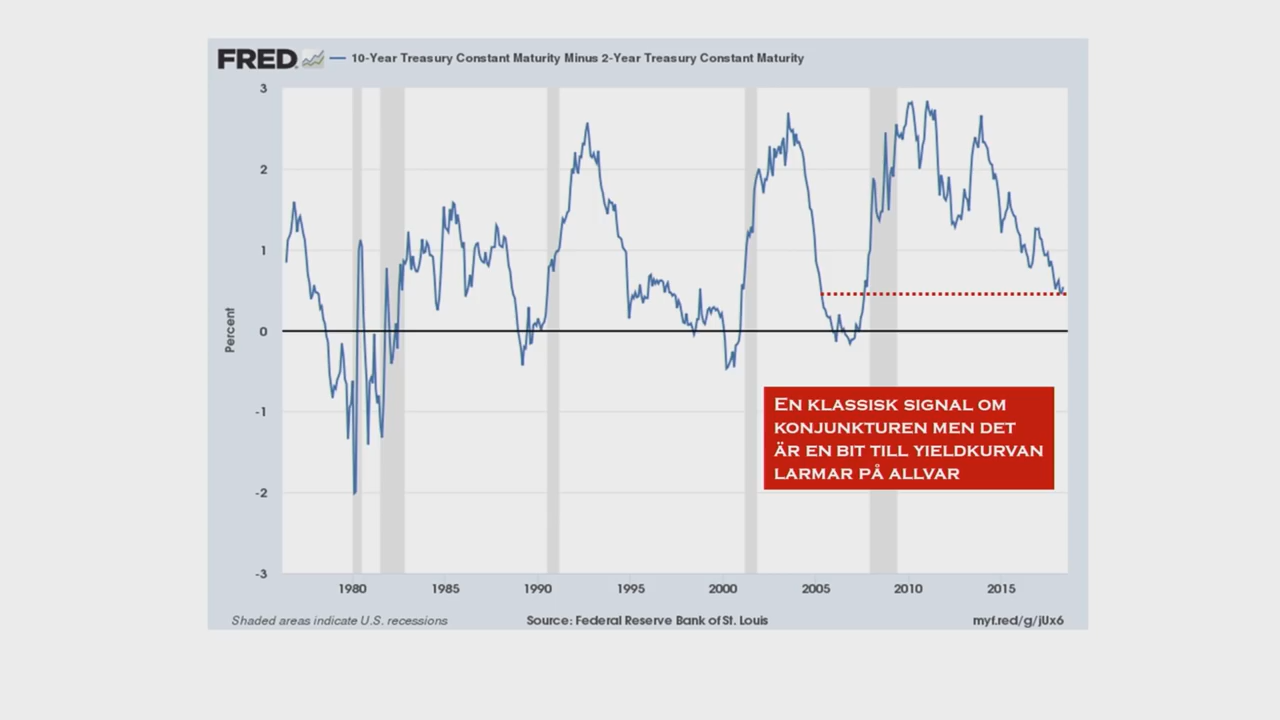 FRED 10-Year Treasury Constant Maturity Minus 2-Year Treasury Constant Maturity
3
2
1
0
-1
-2
-3
Percent
EN KLASSISK SIGNAL OM
KONJUNKTUREN MEN DET
ÄR EN BIT TILL YIELDKURVAN
LARMAR PÅ ALLVAR
1980 1985 1990 1995 2000 2005 2010 2015
Shaded areas indicate U.S. recessions Source: Federal Reserve Bank of St. Louis myf.red/g/jUx6